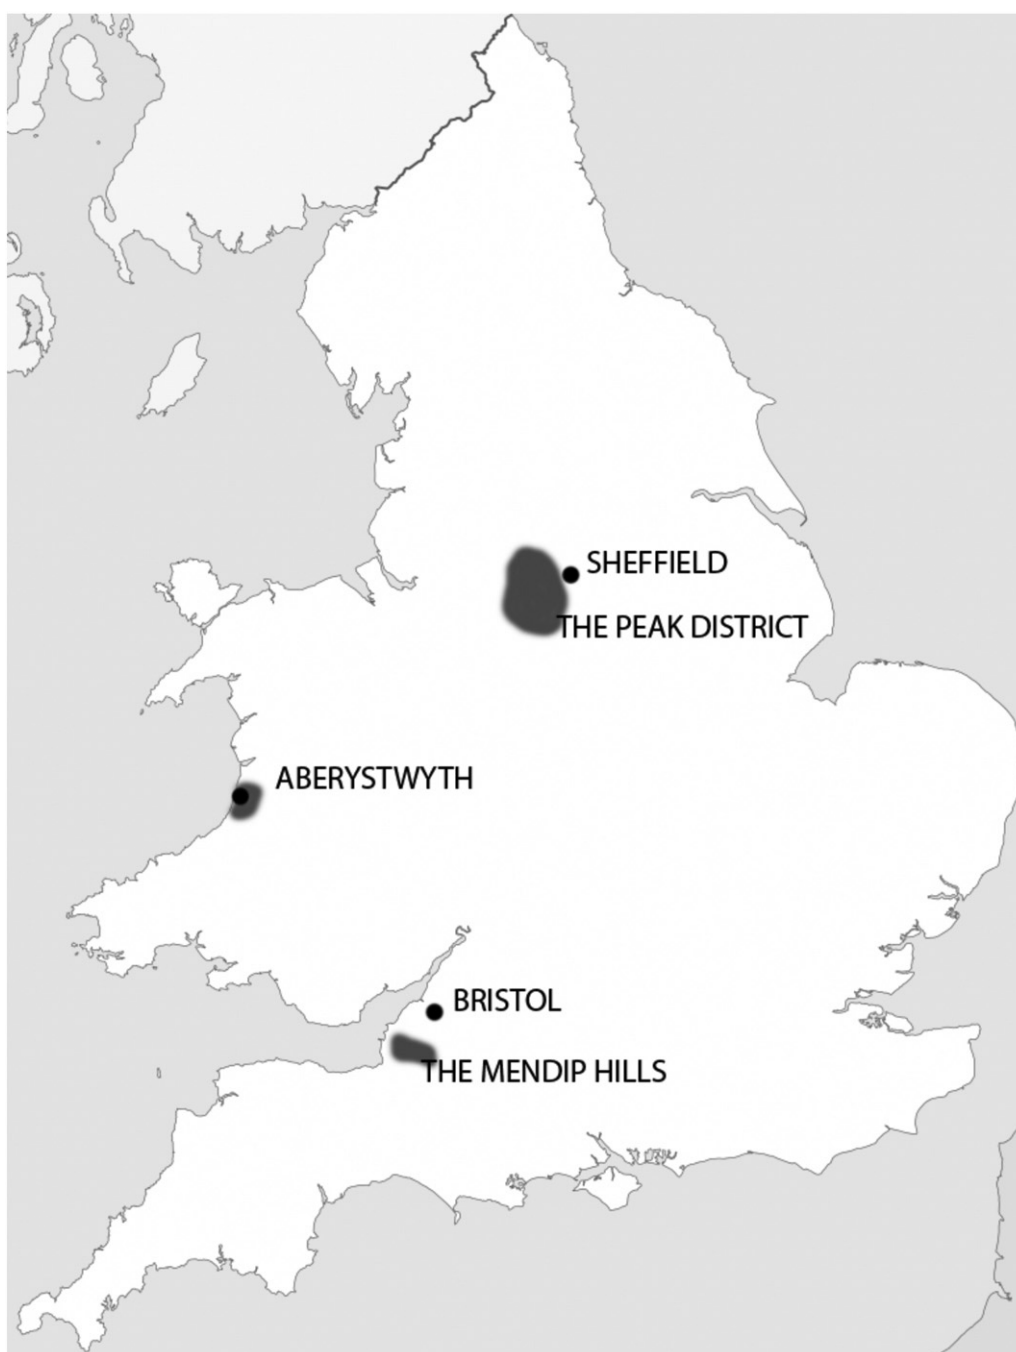 SHEFFIELD
THE PEAK DISTRICT
ABERYSTWYTH
BRISTOL
THE MENDIP HILLS